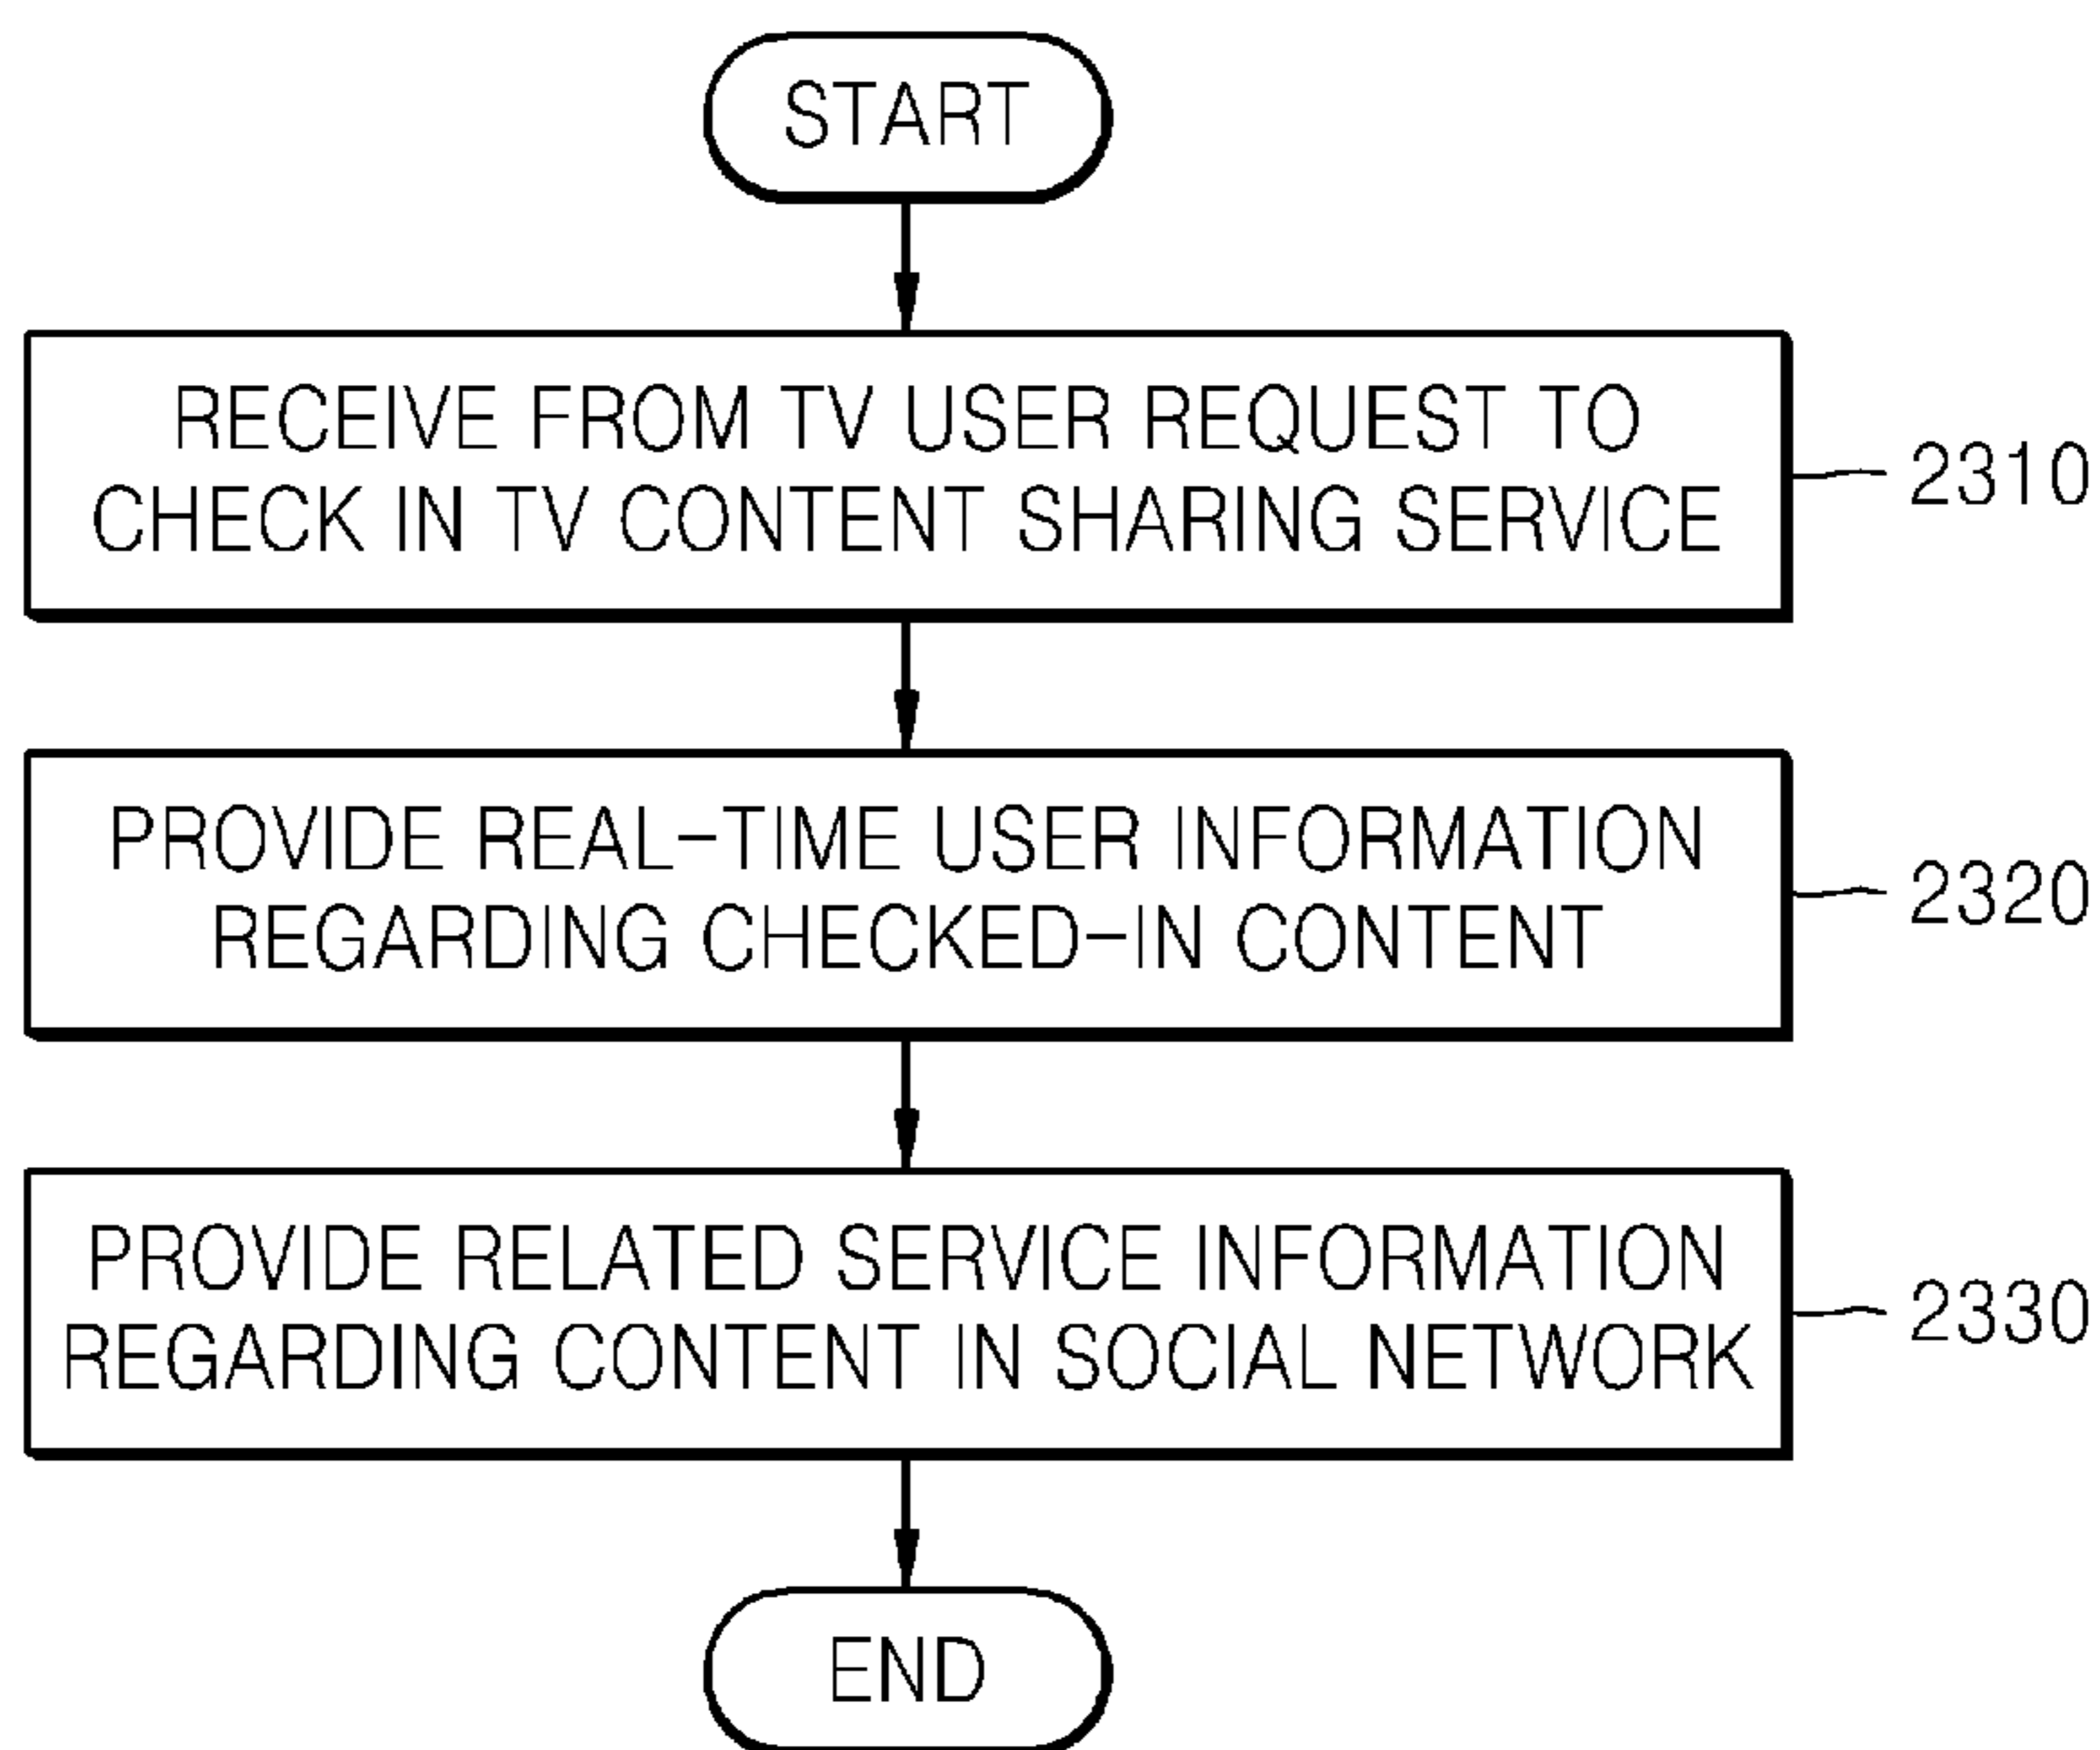 START
RECEIVE FROM TV USER REQUEST TO
CHECK IN TV CONTENT SHARING SERVICE
2310
PROVIDE REAL-TIME USER INFORMATION
REGARDING CHECKED-IN CONTENT
2320
PROVIDE RELATED SERVICE INFORMATION
REGARDING CONTENT IN SOCIAL NETWORK
2330
END